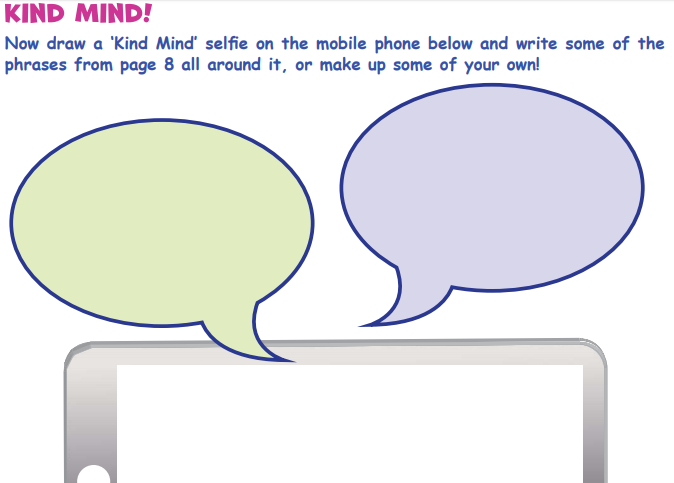 KIND MIND!
Now draw a ‘Kind Mind’ selfie on the mobile phone below and write some of the
phrases from page 8 all around it, or make up some of your own!